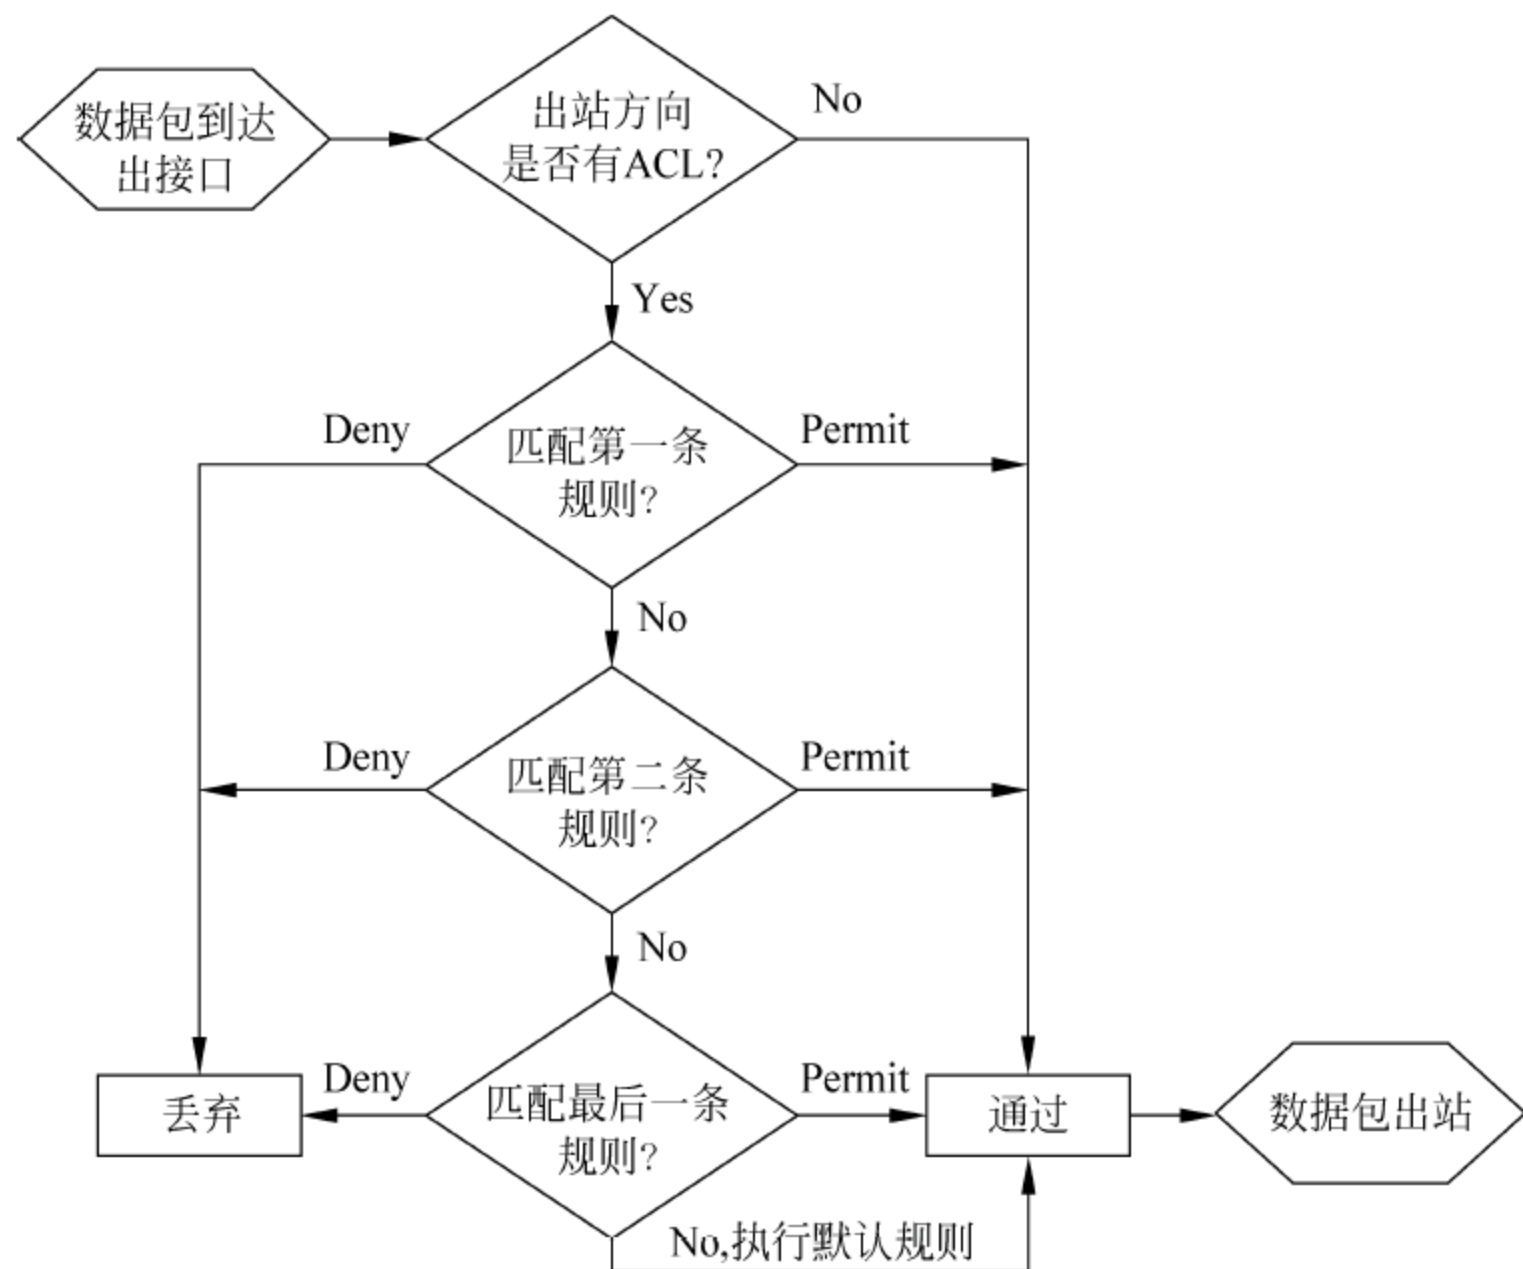 数据包到达
出接口
出站方向
是否有ACL?
No
Yes
Deny
匹配第一条
规则?
Permit
No
Deny
匹配第二条
规则?
Permit
No
丢弃
Deny
匹配最后一条
规则?
Permit
通过
数据包出站
No,执行默认规则